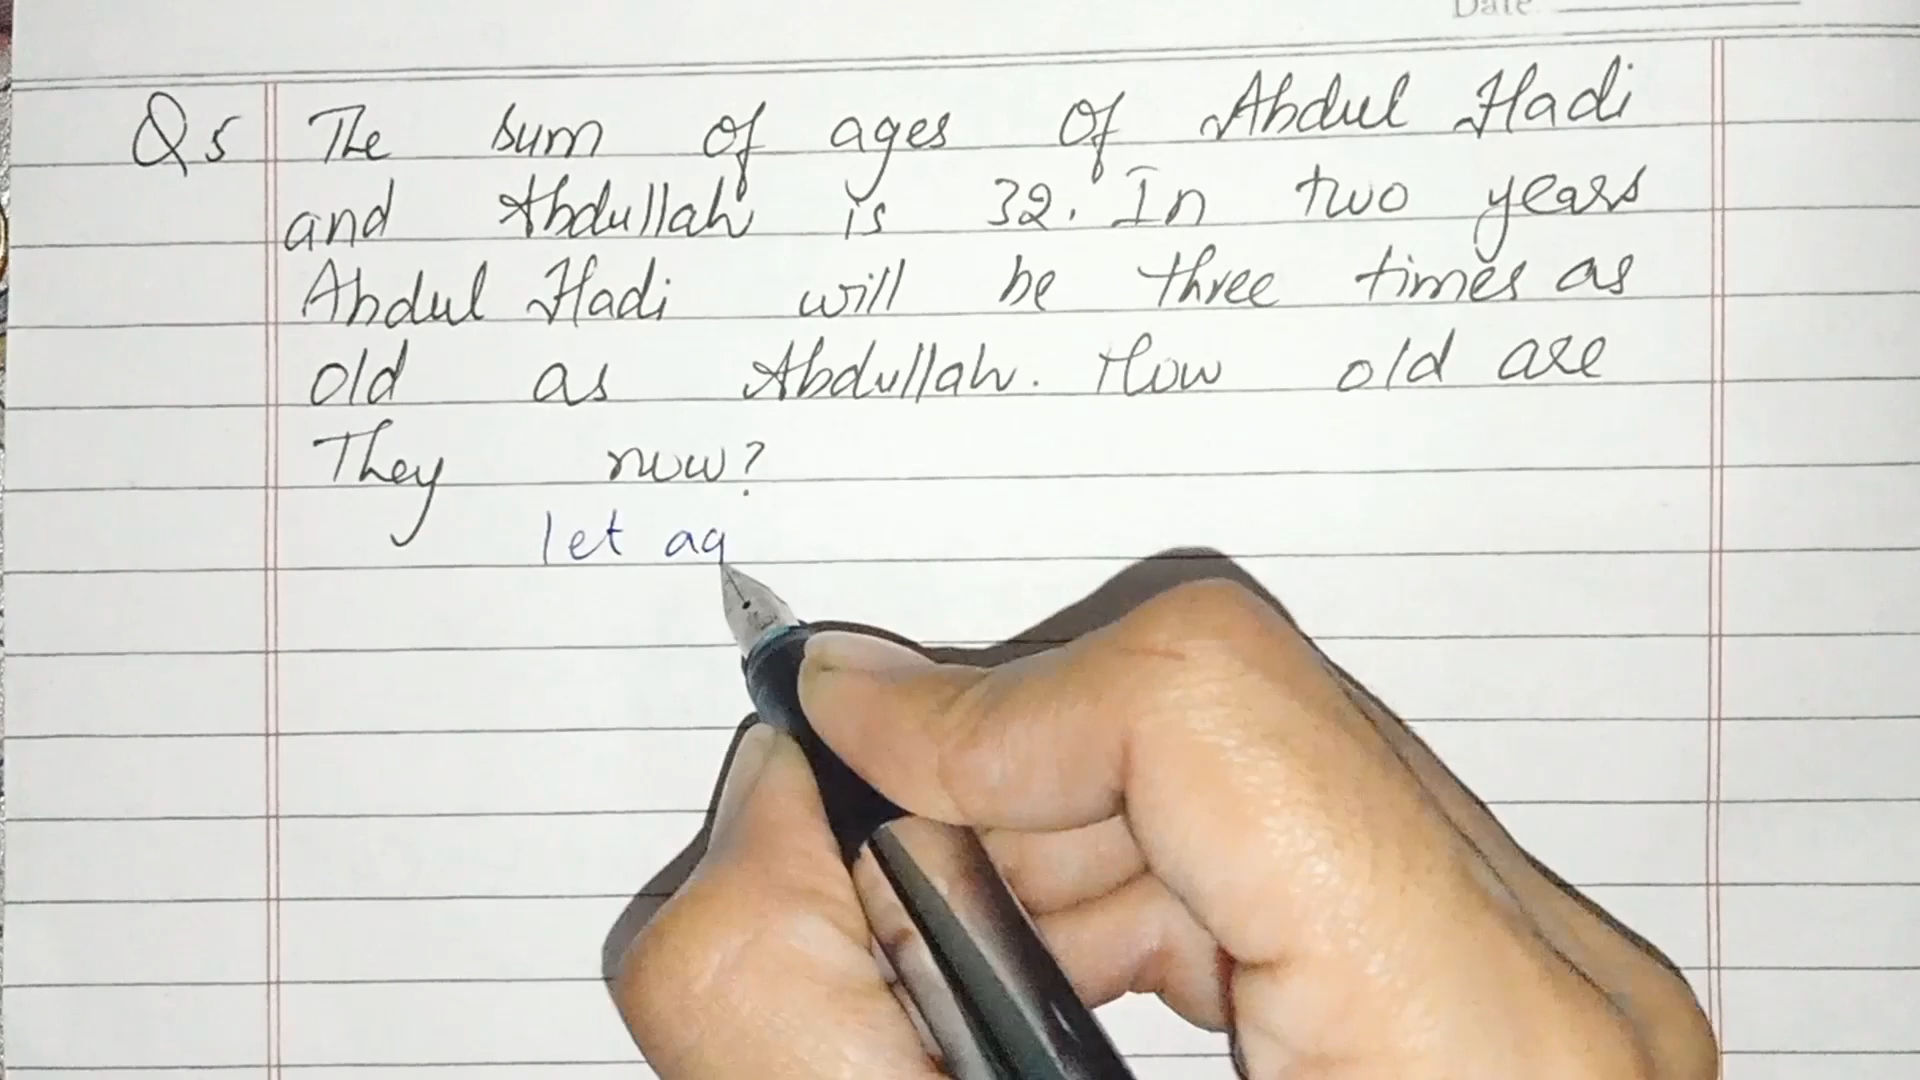 Date
Q5 The sum of ages of Abdul Hadi
and Abdullah is 32. In two years
Abdul Hadi will be three times as
old as Abdullah. How old are
They now?
let ag